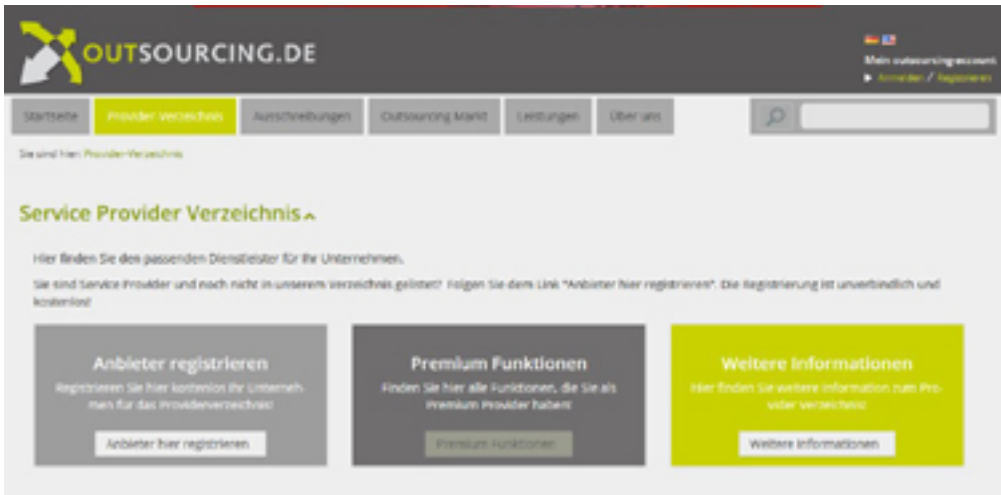 OUTSOURCING.DE
Mein outsourcing-account
Anmelden / Registrieren
Startseite
Provider-Verzeichnis
Ausschreibungen
Outsourcing Markt
Leistungen
Über uns
Sie sind hier: Provider-Verzeichnis
Service Provider Verzeichnis
Hier finden Sie den passenden Dienstleister für Ihr Unternehmen.
Sie sind Service Provider und noch nicht in unserem Verzeichnis gelistet? Folgen Sie dem Link "Anbieter hier registrieren". Die Registrierung ist unverbindlich und
kostenlos!
Anbieter registrieren
Registrieren Sie hier kostenlos Ihr Unterneh-
men für das Providerverzeichnis!
Anbieter hier registrieren
Premium Funktionen
Finden Sie hier alle Funktionen, die Sie als
Premium Provider haben!
Premium Funktionen
Weitere Informationen
Hier finden Sie weitere Information zum Pro-
vider Verzeichnis!
Weitere Informationen